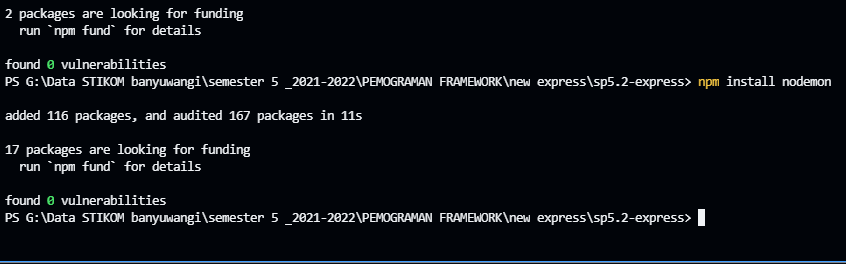 2 packages are looking for funding
  run `npm fund` for details
found 0 vulnerabilities
PS G:\Data STIKOM banyuwangi\semester 5 _2021-2022\PEMOGRAMAN FRAMEWORK\new express\sp5.2-express> npm install nodemon
added 116 packages, and audited 167 packages in 11s
17 packages are looking for funding
  run `npm fund` for details
found 0 vulnerabilities
PS G:\Data STIKOM banyuwangi\semester 5 _2021-2022\PEMOGRAMAN FRAMEWORK\new express\sp5.2-express>